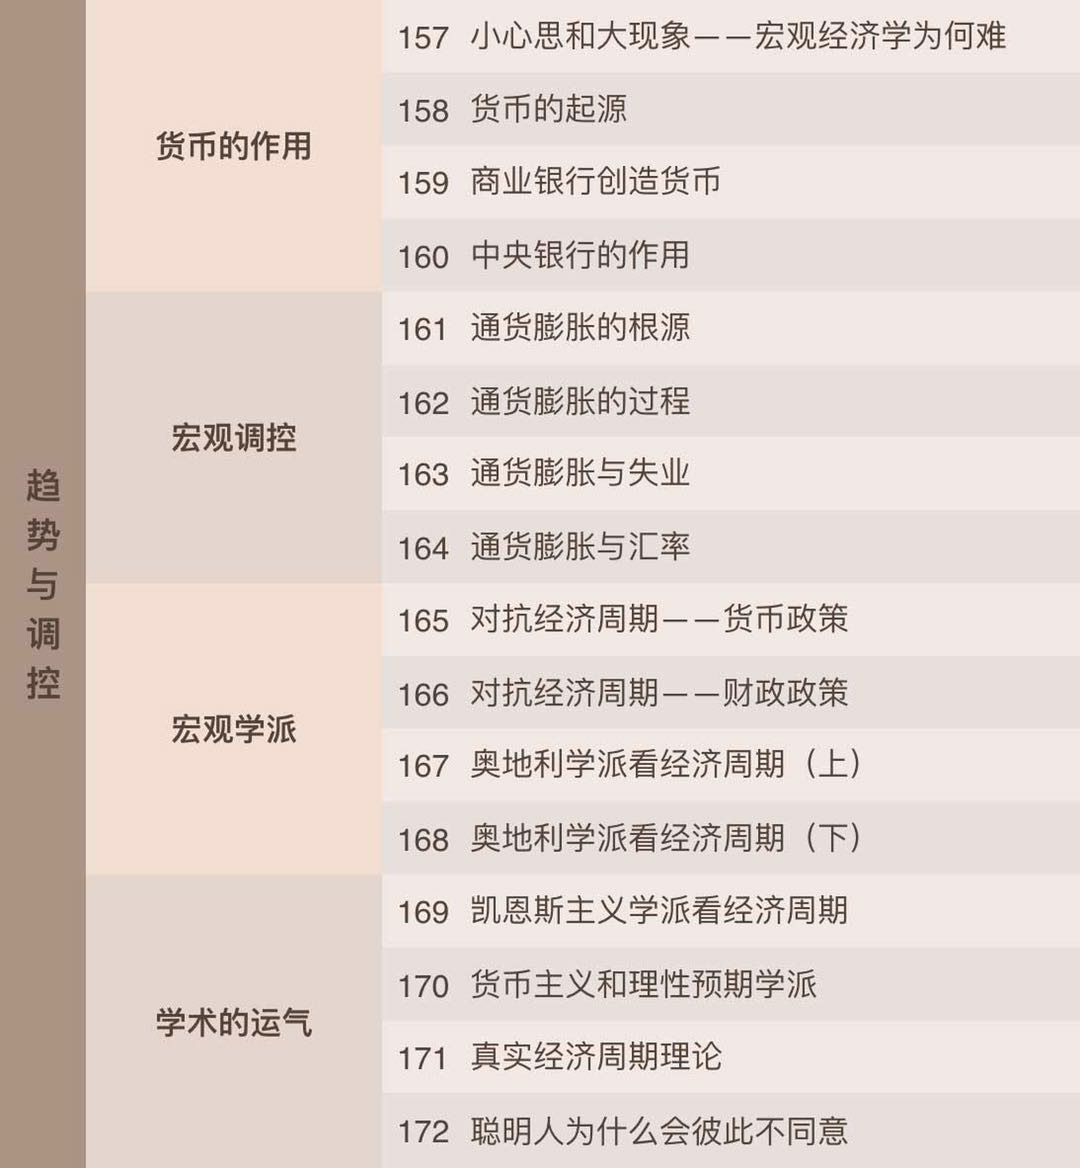 趋势与调控
货币的作用
157 小心思和大现象——宏观经济学为何难
158 货币的起源
159 商业银行创造货币
160 中央银行的作用
宏观调控
161 通货膨胀的根源
162 通货膨胀的过程
163 通货膨胀与失业
164 通货膨胀与汇率
宏观学派
165 对抗经济周期——货币政策
166 对抗经济周期——财政政策
167 奥地利学派看经济周期（上）
168 奥地利学派看经济周期（下）
学术的运气
169 凯恩斯主义学派看经济周期
170 货币主义和理性预期学派
171 真实经济周期理论
172 聪明人为什么会彼此不同意